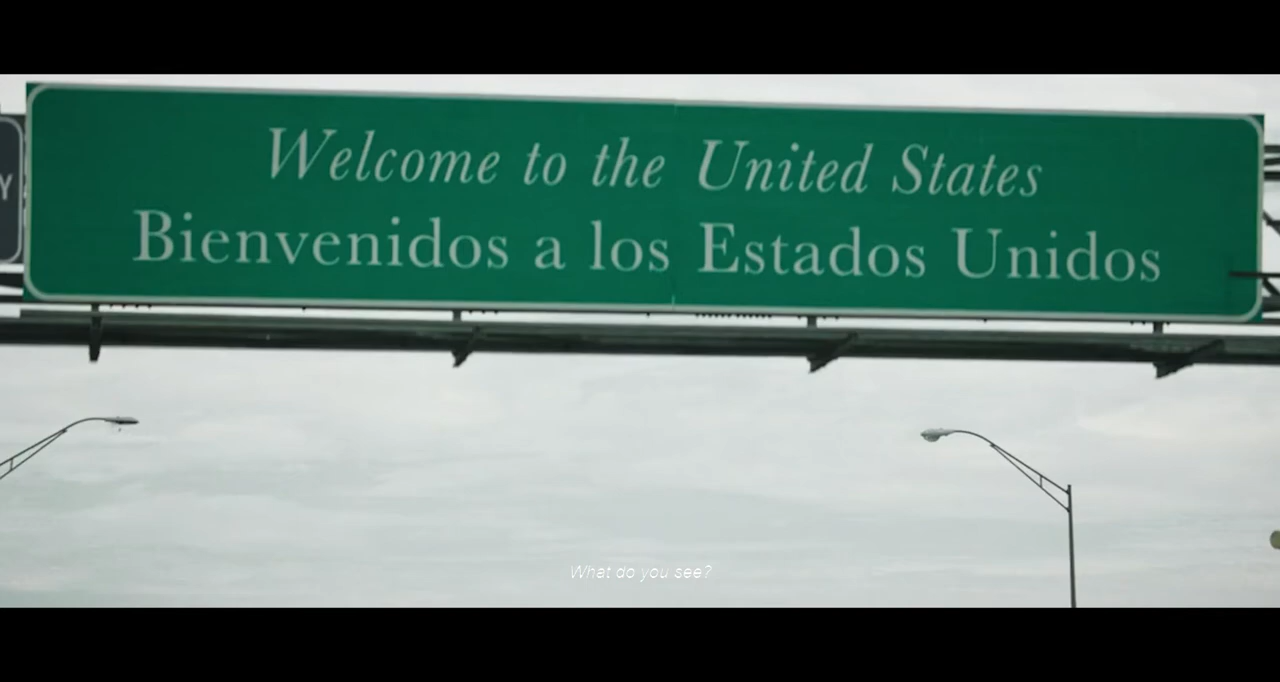 Welcome to the United States
Bienvenidos a los Estados Unidos
Y
What do you see?